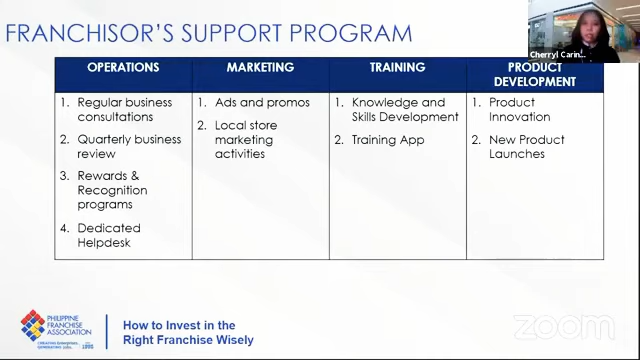 FRANCHISOR'S SUPPORT PROGRAM
Cherryl Carin...
OPERATIONS
MARKETING
TRAINING
PRODUCT
DEVELOPMENT
1. Regular business
consultations
2. Quarterly business
review
3. Rewards &
Recognition
programs
4. Dedicated
Helpdesk
1. Ads and promos
2. Local store
marketing
activities
1. Knowledge and
Skills Development
2. Training App
1. Product
Innovation
2. New Product
Launches
PHILIPPINE
FRANCHISE
ASSOCIATION
How to Invest in the
Right Franchise Wisely
zoom